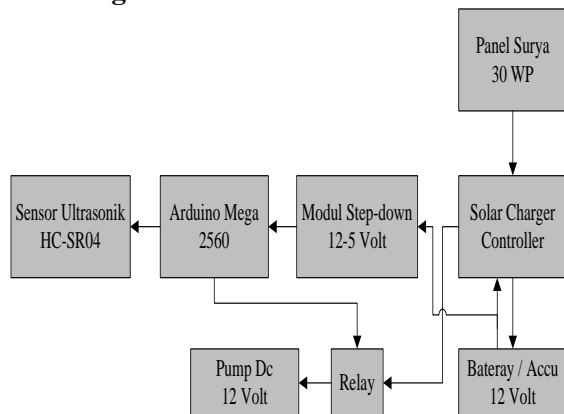 Panel Surya
30 WP
Sensor Ultrasonik
HC-SR04
Arduino Mega
2560
Modul Step-down
12-5 Volt
Solar Charger
Controller
Pump Dc
12 Volt
Relay
Bateray / Accu
12 Volt